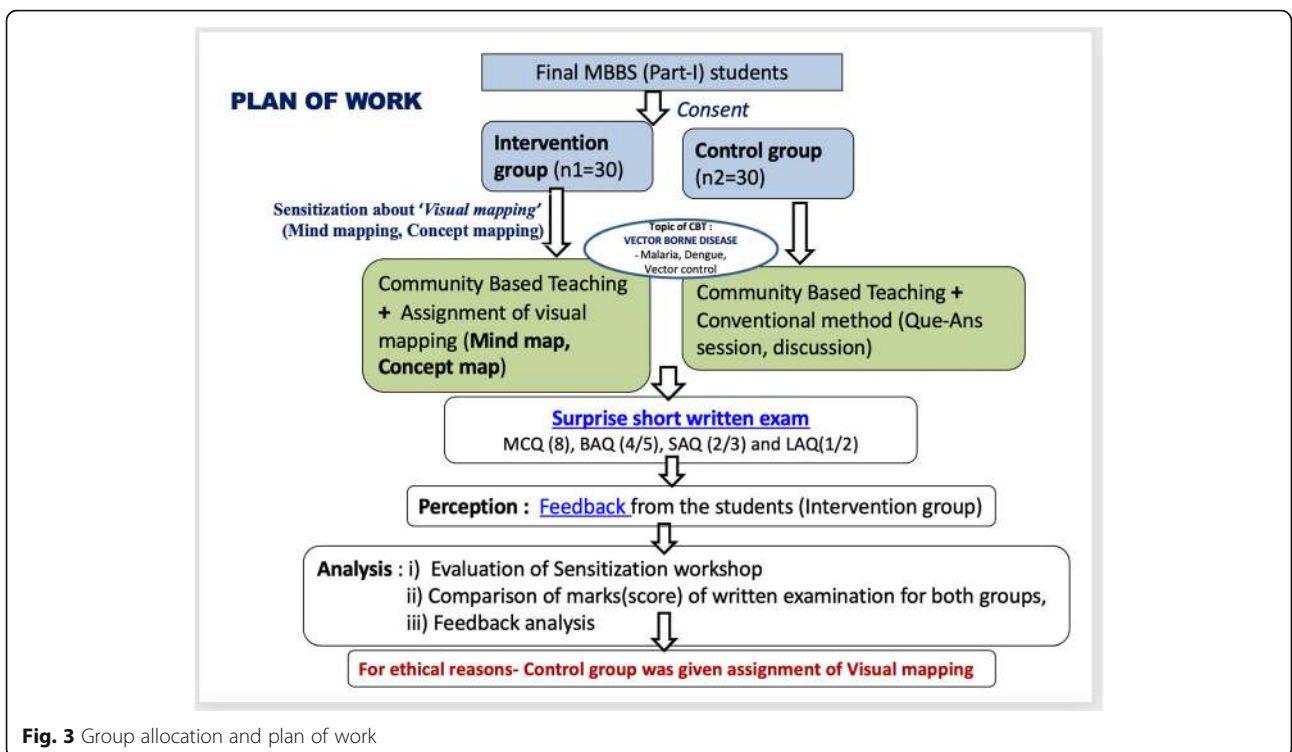 PLAN OF WORK
Final MBBS (Part-I) students
Consent
Intervention
group (n1=30)
Control group
(n2=30)
Sensitization about ‘Visual mapping’
(Mind mapping, Concept mapping)
Topic of CBT :
VECTOR BORNE DISEASE
- Malaria, Dengue,
Vector control
Community Based Teaching
+ Assignment of visual
mapping (Mind map,
Concept map)
Community Based Teaching +
Conventional method (Que-Ans
session, discussion)
Surprise short written exam
MCQ (8), BAQ (4/5), SAQ (2/3) and LAQ(1/2)
Perception : Feedback from the students (Intervention group)
Analysis : i) Evaluation of Sensitization workshop
ii) Comparison of marks(score) of written examination for both groups,
iii) Feedback analysis
For ethical reasons- Control group was given assignment of Visual mapping
Fig. 3 Group allocation and plan of work